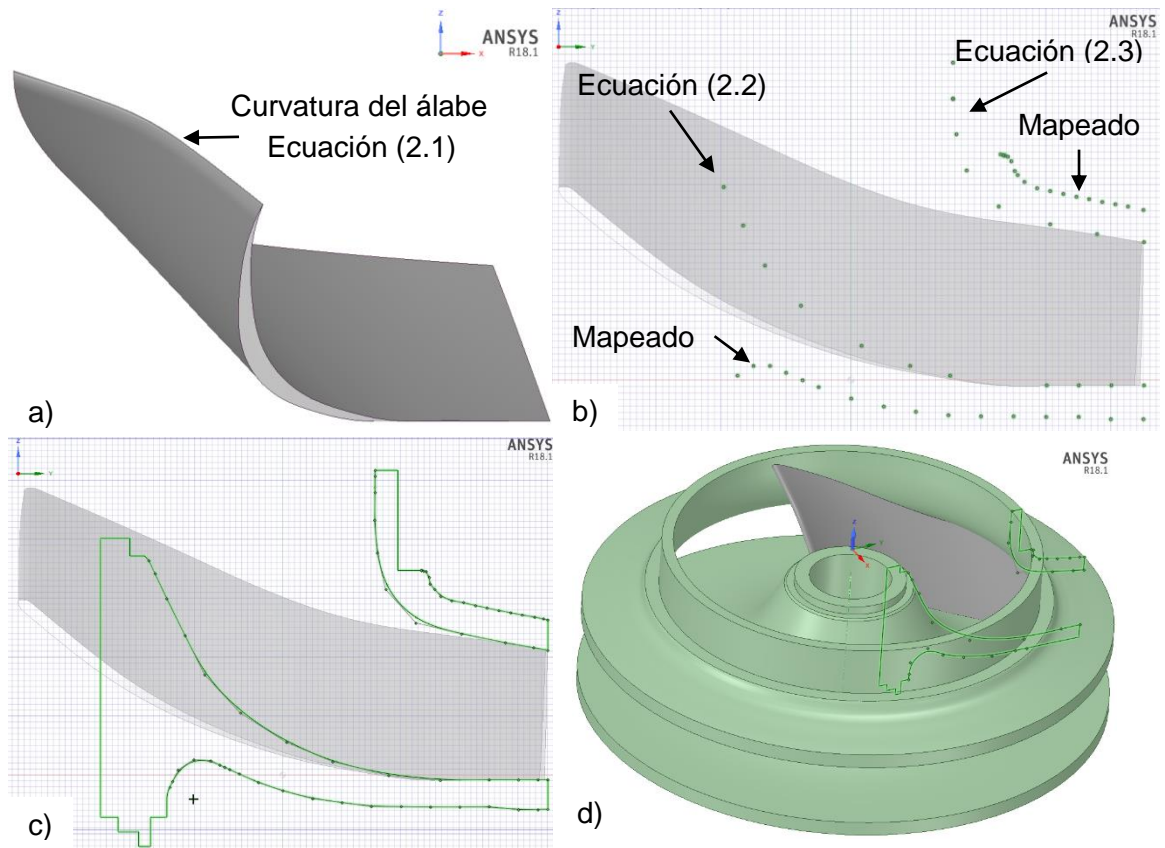 Z
X
ANSYS
R18.1
Curvatura del álabe
Ecuación (2.1)
a)
Z
Y
ANSYS
R18.1
Ecuación (2.3)
Ecuación (2.2)
Mapeado
Mapeado
b)
Z
Y
ANSYS
R18.1
c)
ANSYS
R18.1
Z
Y
X
d)